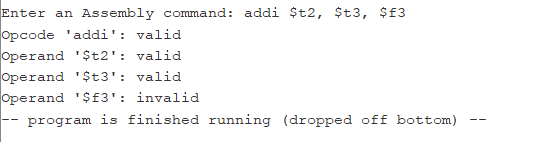 Enter an Assembly command: addi $t2, $t3, $f3
Opcode 'addi': valid
Operand '$t2': valid
Operand '$t3': valid
Operand '$f3': invalid
-- program is finished running (dropped off bottom) --